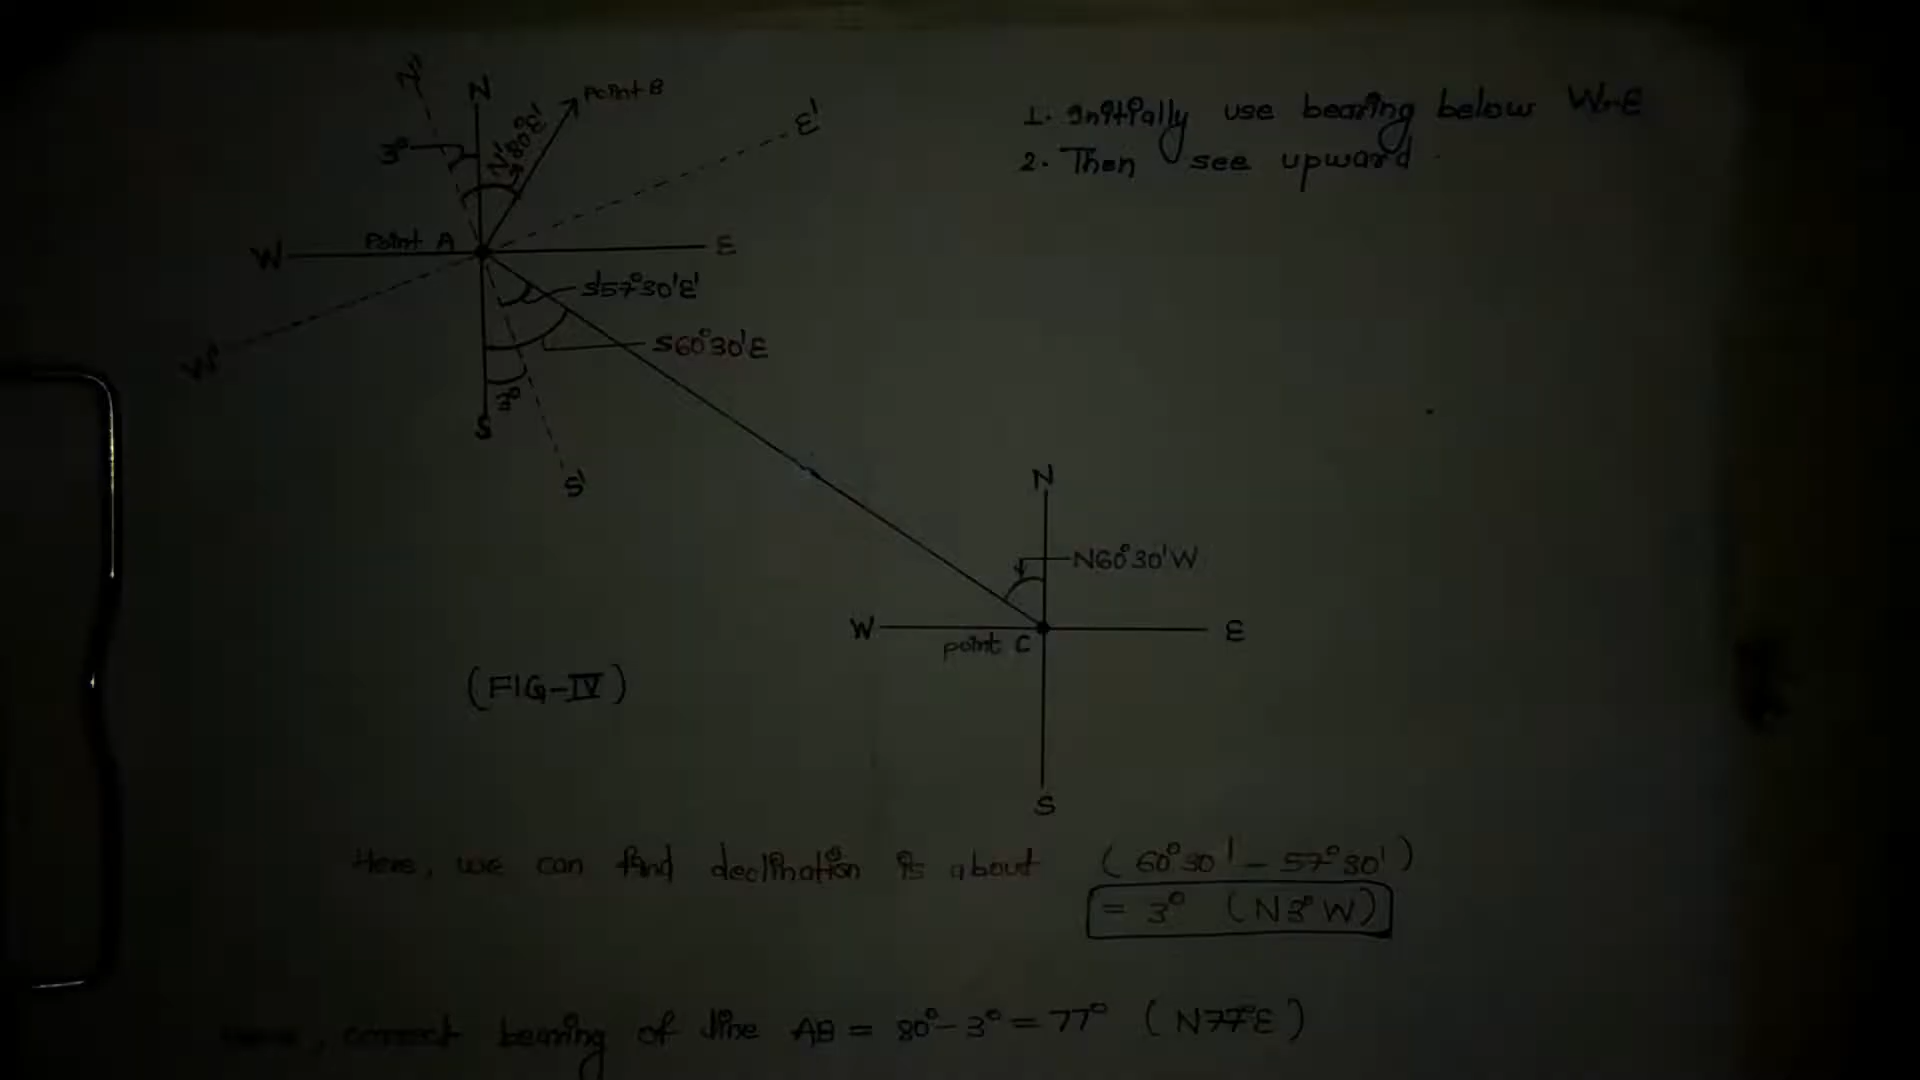 N'
N
Point B
E'
3°
N'80°E'
1. Initially use bearing below W-E
2. Then see upward.
W
Point A
E
S'57°30'E'
S60°30'E
W'
3°
S
S'
N
N60°30'W
W
E
point C
(FIG-IV)
S
Here, we can find declination is about (60°30' - 57°30')
= 3° (N3°W)
correct bearing of line AB = 80° - 3° = 77° (N77°E)